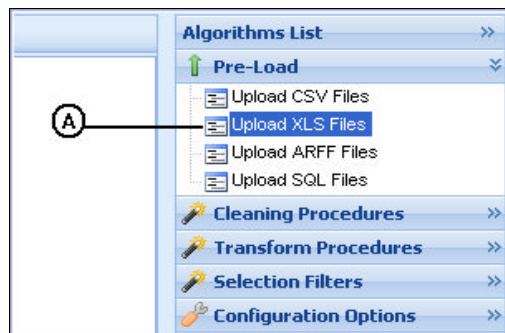 Algorithms List
Pre-Load
Upload CSV Files
A
Upload XLS Files
Upload ARFF Files
Upload SQL Files
Cleaning Procedures
Transform Procedures
Selection Filters
Configuration Options